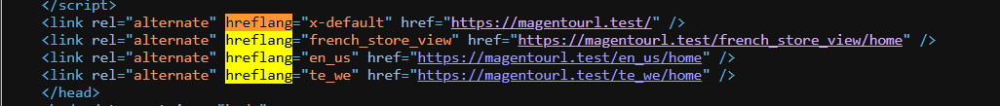 </script>
<link rel="alternate" hreflang="x-default" href="https://magentourl.test/" />
<link rel="alternate" hreflang="french_store_view" href="https://magentourl.test/french_store_view/home" />
<link rel="alternate" hreflang="en_us" href="https://magentourl.test/en_us/home" />
<link rel="alternate" hreflang="te_we" href="https://magentourl.test/te_we/home" />
</head>